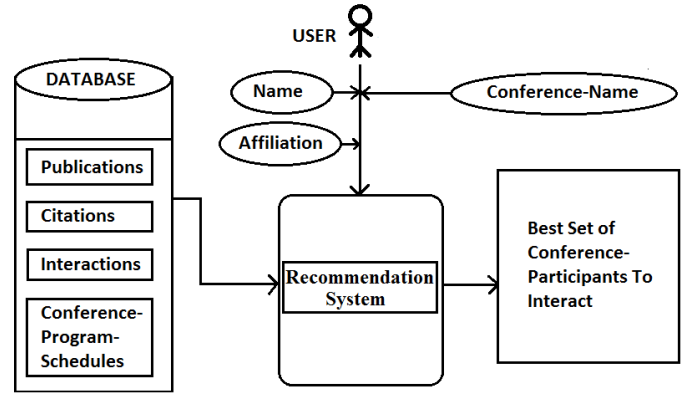 USER
DATABASE
Name
Conference-Name
Affiliation
Publications
Citations
Interactions
Conference-
Program-
Schedules
Recommendation
System
Best Set of
Conference-
Participants To
Interact